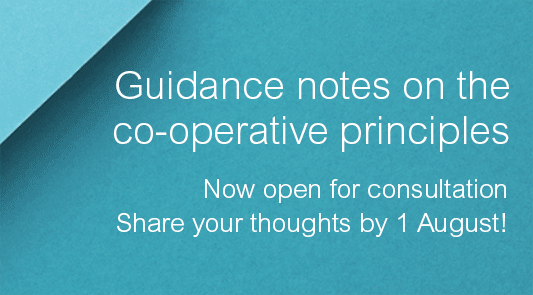 Guidance notes on the
co-operative principles
Now open for consultation
Share your thoughts by 1 August!